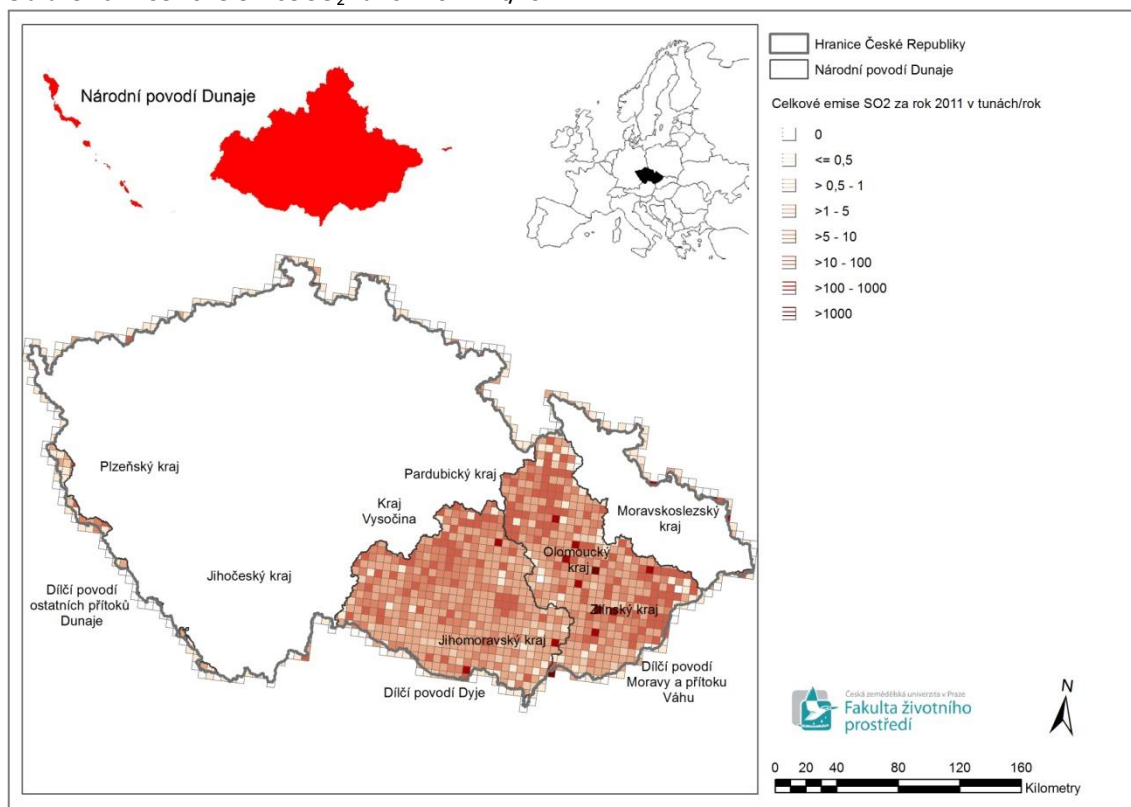 Národní povodí Dunaje
Hranice České Republiky
Národní povodí Dunaje
Celkové emise SO2 za rok 2011 v tunách/rok
0
<= 0,5
> 0,5 - 1
>1 - 5
>5 - 10
>10 - 100
>100 - 1000
>1000
Plzeňský kraj
Pardubický kraj
Kraj
Vysočina
Moravskoslezský
kraj
Olomoucký
kraj
Jihočeský kraj
Dílčí povodí
ostatních přítoků
Dunaje
Zlínský kraj
Jihomoravský kraj
Dílčí povodí Dyje
Dílčí povodí
Moravy a přítoku
Váhu
Česká zemědělská univerzita v Praze
Fakulta životního
prostředí
N
0 20 40 80 120 160
Kilometry